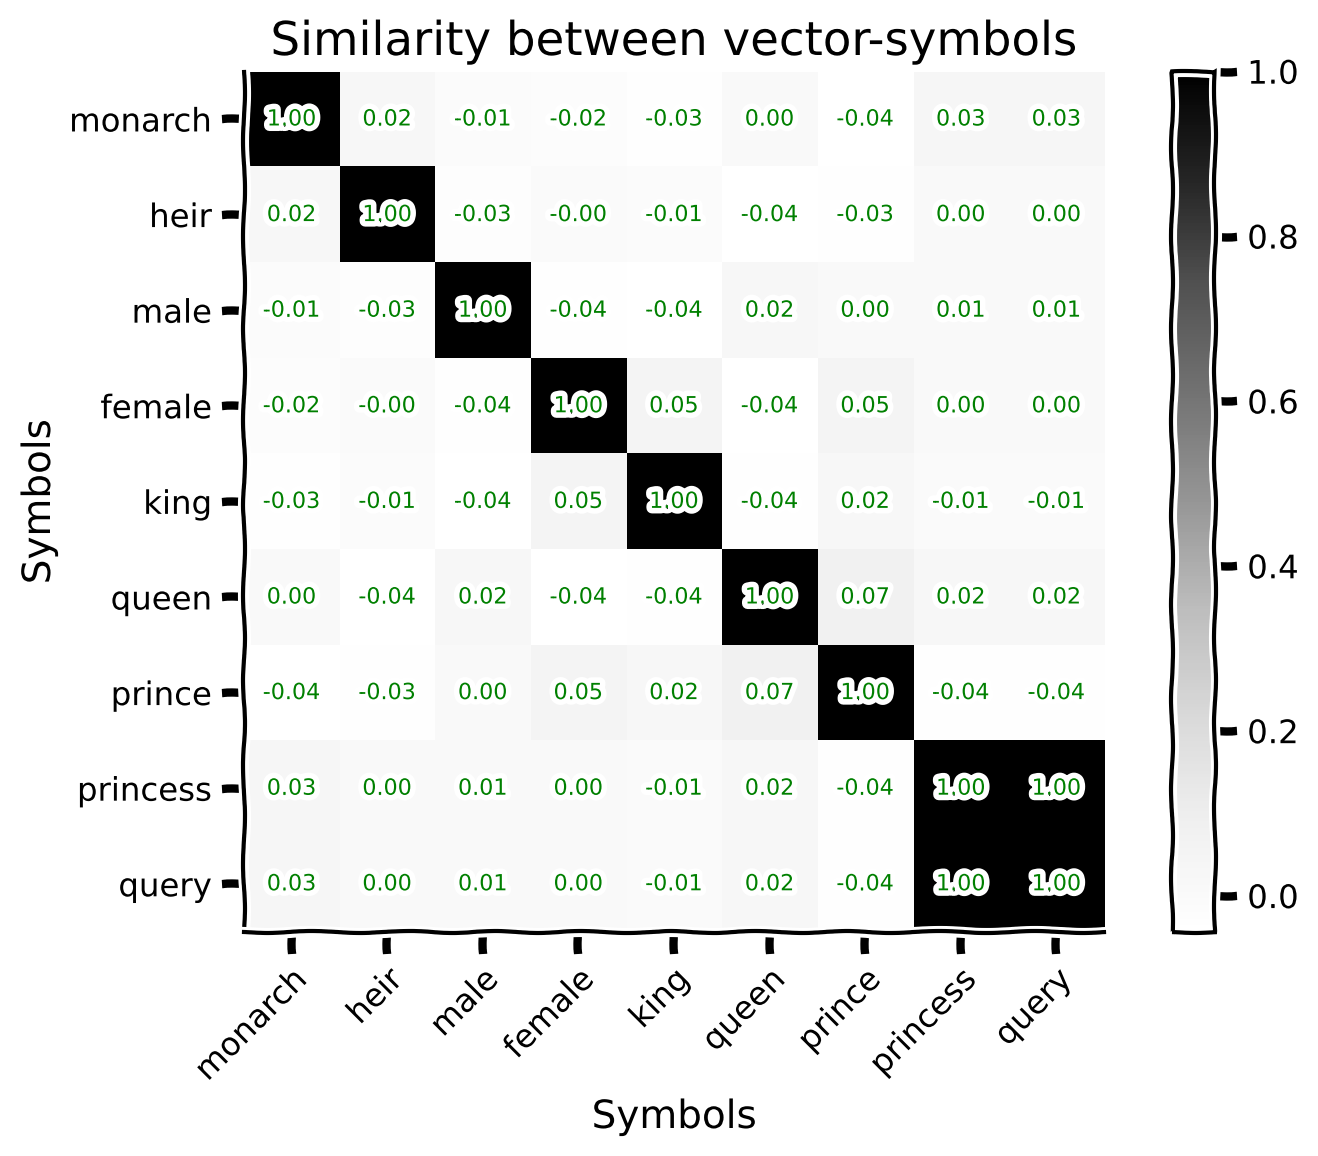 Similarity between vector-symbols
monarch 1.00 0.02 -0.01 -0.02 -0.03 0.00 -0.04 0.03 0.03
heir 0.02 1.00 -0.03 -0.00 -0.01 -0.04 -0.03 0.00 0.00
male -0.01 -0.03 1.00 -0.04 -0.04 0.02 0.00 0.01 0.01
female -0.02 -0.00 -0.04 1.00 0.05 -0.04 0.05 0.00 0.00
king -0.03 -0.01 -0.04 0.05 1.00 -0.04 0.02 -0.01 -0.01
queen 0.00 -0.04 0.02 -0.04 -0.04 1.00 0.07 0.02 0.02
prince -0.04 -0.03 0.00 0.05 0.02 0.07 1.00 -0.04 -0.04
princess 0.03 0.00 0.01 0.00 -0.01 0.02 -0.04 1.00 1.00
query 0.03 0.00 0.01 0.00 -0.01 0.02 -0.04 1.00 1.00
Symbols
monarch heir male female king queen prince princess query
Symbols
1.0
0.8
0.6
0.4
0.2
0.0